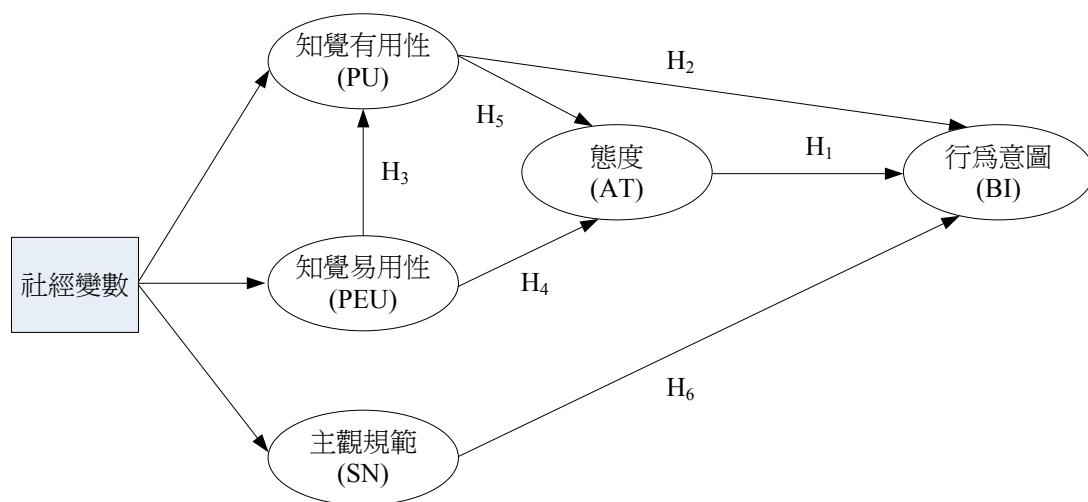 知覺有用性
(PU)
H₂
H₅
態度
(AT)
H₁
行為意圖
(BI)
H₃
社經變數
知覺易用性
(PEU)
H₄
H₆
主觀規範
(SN)